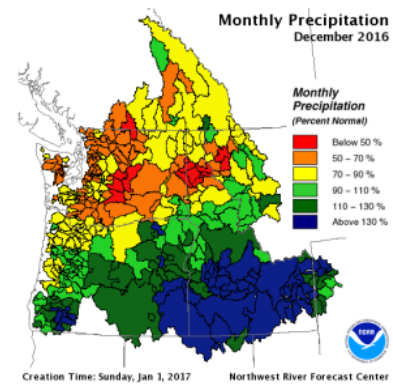 Monthly Precipitation
December 2016
Monthly
Precipitation
(Percent Normal)
Below 50 %
50 – 70 %
70 – 90 %
90 – 110 %
110 – 130 %
Above 130 %
NOAA
Creation Time: Sunday, Jan 1, 2017
Northwest River Forecast Center